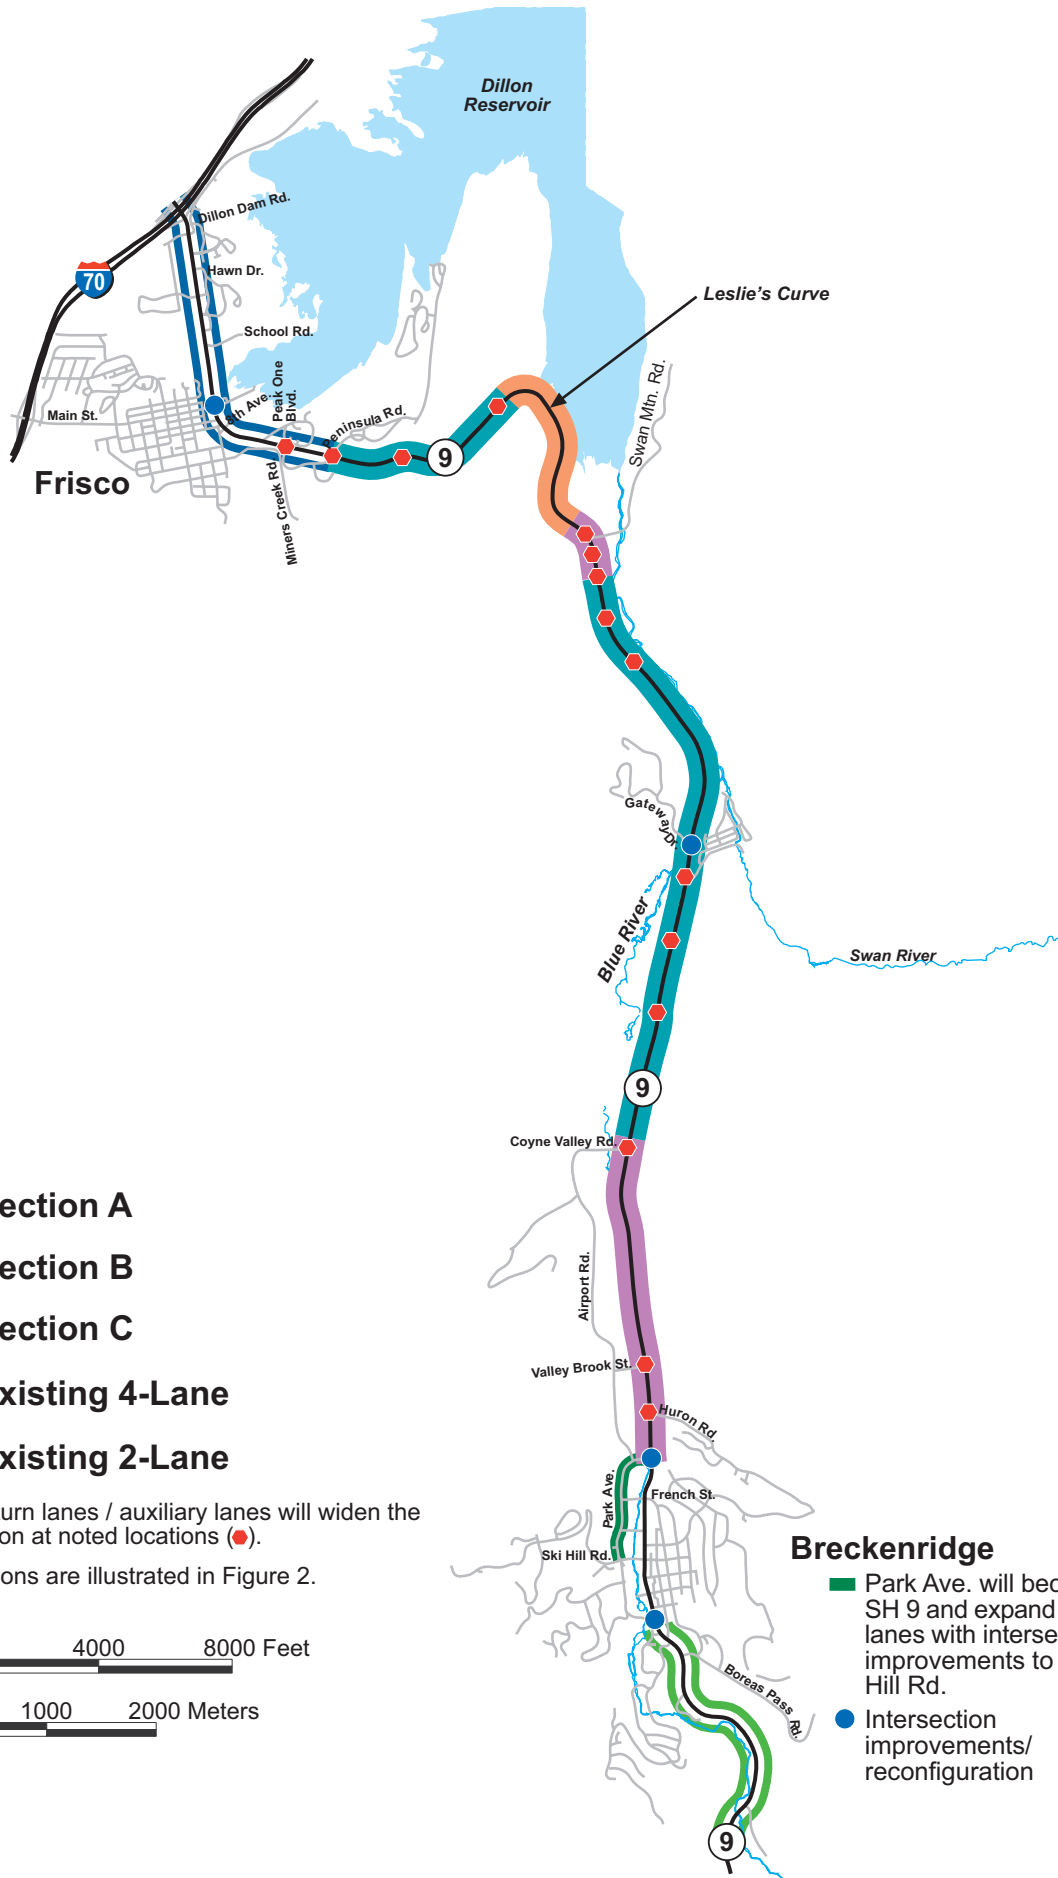 Dillon
Reservoir
Dillon Dam Rd.
70
Hawn Dr.
Leslie's Curve
School Rd.
Peak One
Blvd.
Swan Mtn. Rd.
8th Ave.
Main St.
Peninsula Rd.
9
Frisco
Miners Creek Rd.
Gateway Dr.
Blue River
Swan River
9
Coyne Valley Rd.
ection A
Airport Rd.
ection B
ection C
Valley Brook St.
xisting 4-Lane
Huron Rd.
xisting 2-Lane
Park Ave.
French St.
turn lanes / auxiliary lanes will widen the
on at noted locations ( ).
Ski Hill Rd.
Breckenridge
ons are illustrated in Figure 2.
Park Ave. will bec
SH 9 and expand
lanes with interse
improvements to
Hill Rd.
4000 8000 Feet
Boreas Pass Rd.
1000 2000 Meters
Intersection
improvements/
reconfiguration
9